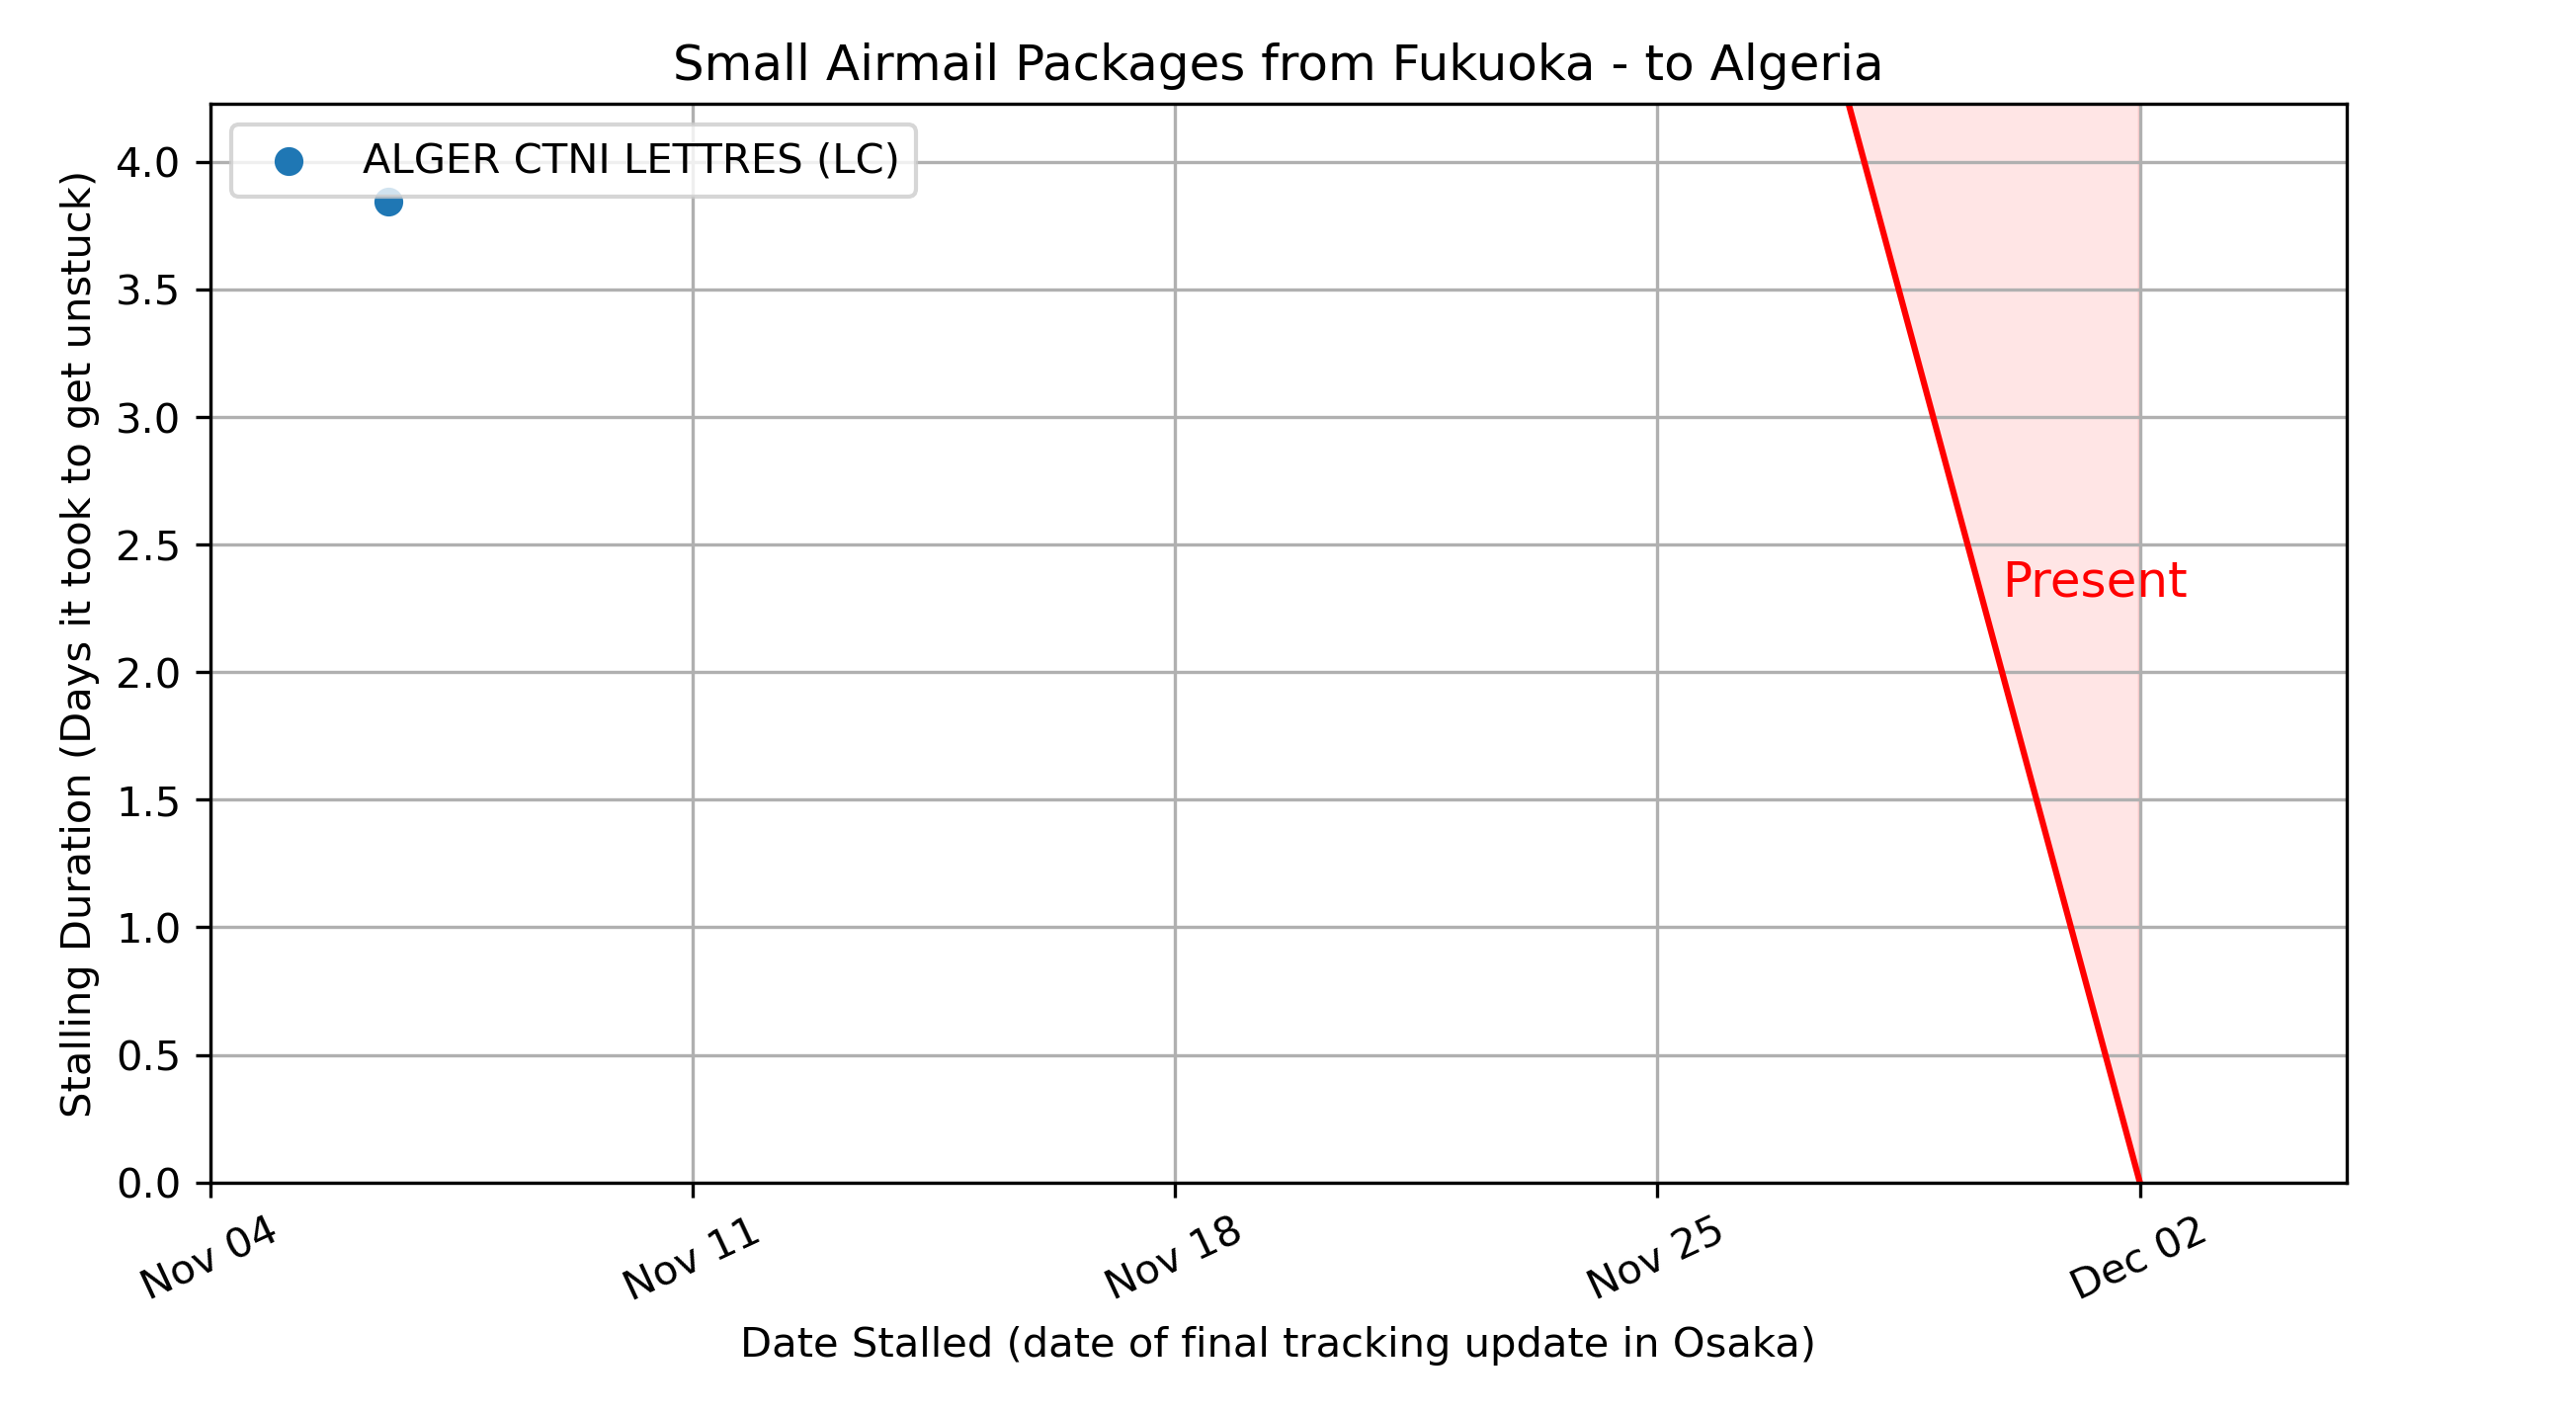 Small Airmail Packages from Fukuoka - to Algeria
ALGER CTNI LETTRES (LC)
Stalling Duration (Days it took to get unstuck)
4.0
3.5
3.0
2.5
2.0
1.5
1.0
0.5
0.0
Present
Nov 04
Nov 11
Nov 18
Nov 25
Dec 02
Date Stalled (date of final tracking update in Osaka)